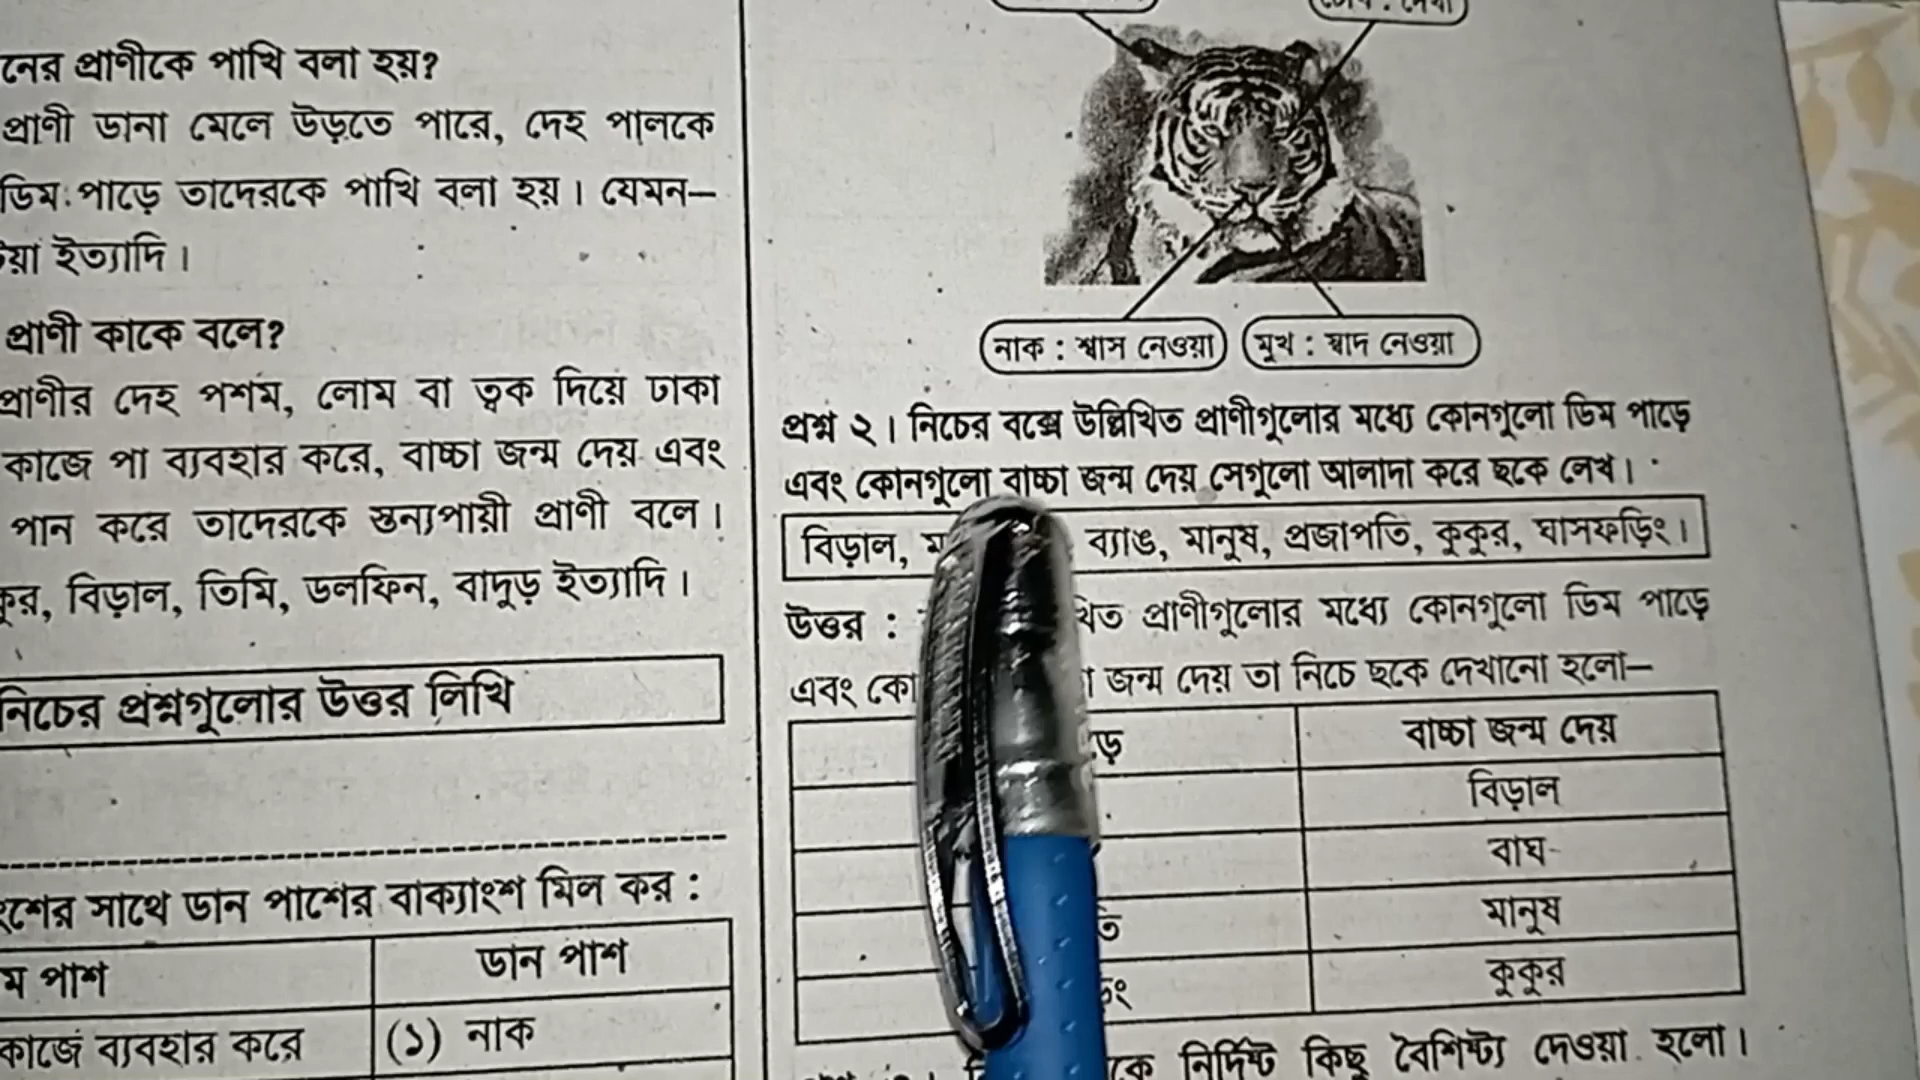 নের প্রাণীকে পাখি বলা হয়?
প্রাণী ডানা মেলে উড়তে পারে, দেহ পালকে
ডিম পাড়ে তাদেরকে পাখি বলা হয়। যেমন—
য়া ইত্যাদি।
প্রাণী কাকে বলে?
প্রাণীর দেহ পশম, লোম বা ত্বক দিয়ে ঢাকা
কাজে পা ব্যবহার করে, বাচ্চা জন্ম দেয় এবং
পান করে তাদেরকে স্তন্যপায়ী প্রাণী বলে।
কুর, বিড়াল, তিমি, ডলফিন, বাদুড় ইত্যাদি।
নিচের প্রশ্নগুলোর উত্তর লিখি
ংশের সাথে ডান পাশের বাক্যাংশ মিল কর :
ম পাশ
ডান পাশ
কাজে ব্যবহার করে
(১) নাক
নাক : শ্বাস নেওয়া
মুখ : স্বাদ নেওয়া
প্রশ্ন ২। নিচের বক্সে উল্লিখিত প্রাণীগুলোর মধ্যে কোনগুলো ডিম পাড়ে
এবং কোনগুলো বাচ্চা জন্ম দেয় সেগুলো আলাদা করে ছকে লেখ।
বিড়াল, ব্যাঙ, মানুষ, প্রজাপতি, কুকুর, ঘাসফড়িং।
উত্তর : প্রাণীগুলোর মধ্যে কোনগুলো ডিম পাড়ে
এবং কো জন্ম দেয় তা নিচে ছকে দেখানো হলো—
ড়ে
বাচ্চা জন্ম দেয়
বিড়াল
বাঘ
মানুষ
কুকুর
কে নির্দিষ্ট কিছু বৈশিষ্ট্য দেওয়া হলো।